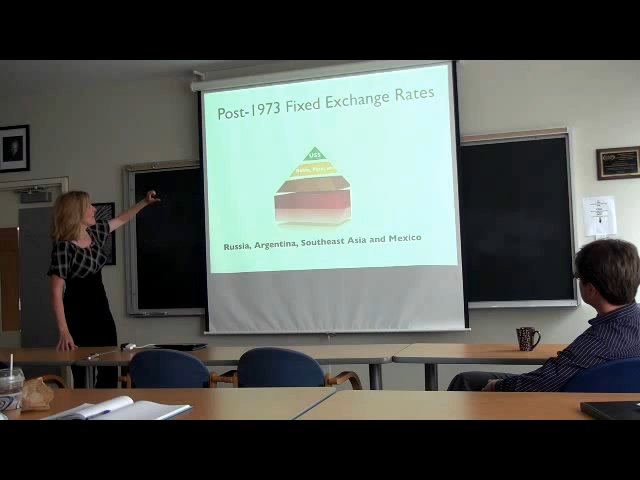 Post-1973 Fixed Exchange Rates
US$
Russia, Argentina, Southeast Asia and Mexico